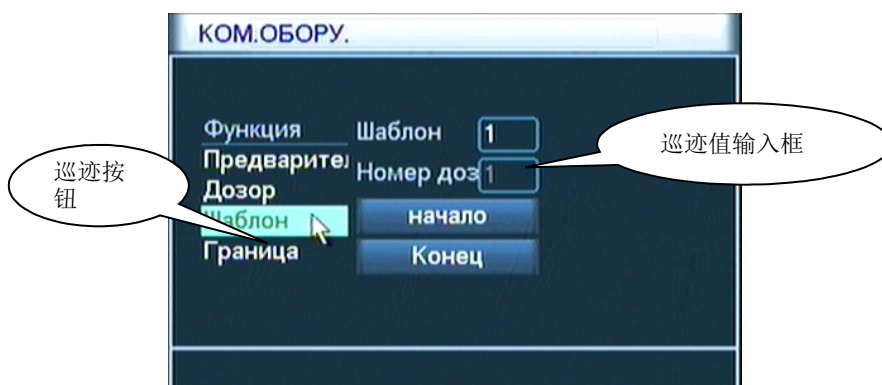 КОМ.ОБОРУ.
Функция
Предварител
Дозор
Шаблон
Граница
Шаблон 1
Номер доз 1
начало
Конец
巡迹按
钮
巡迹值输入框